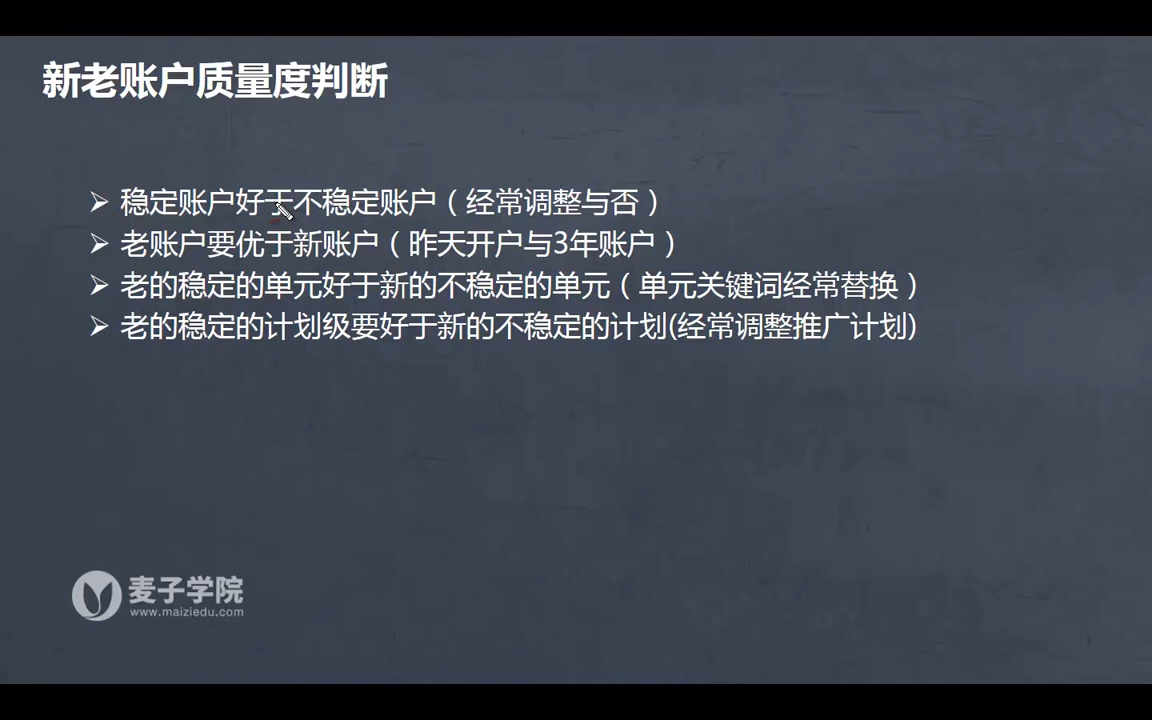 新老账户质量度判断
稳定账户好于不稳定账户（经常调整与否）
老账户要优于新账户（昨天开户与3年账户）
老的稳定的单元好于新的不稳定的单元（单元关键词经常替换）
老的稳定的计划级要好于新的不稳定的计划(经常调整推广计划)
麦子学院
www.maiziedu.com